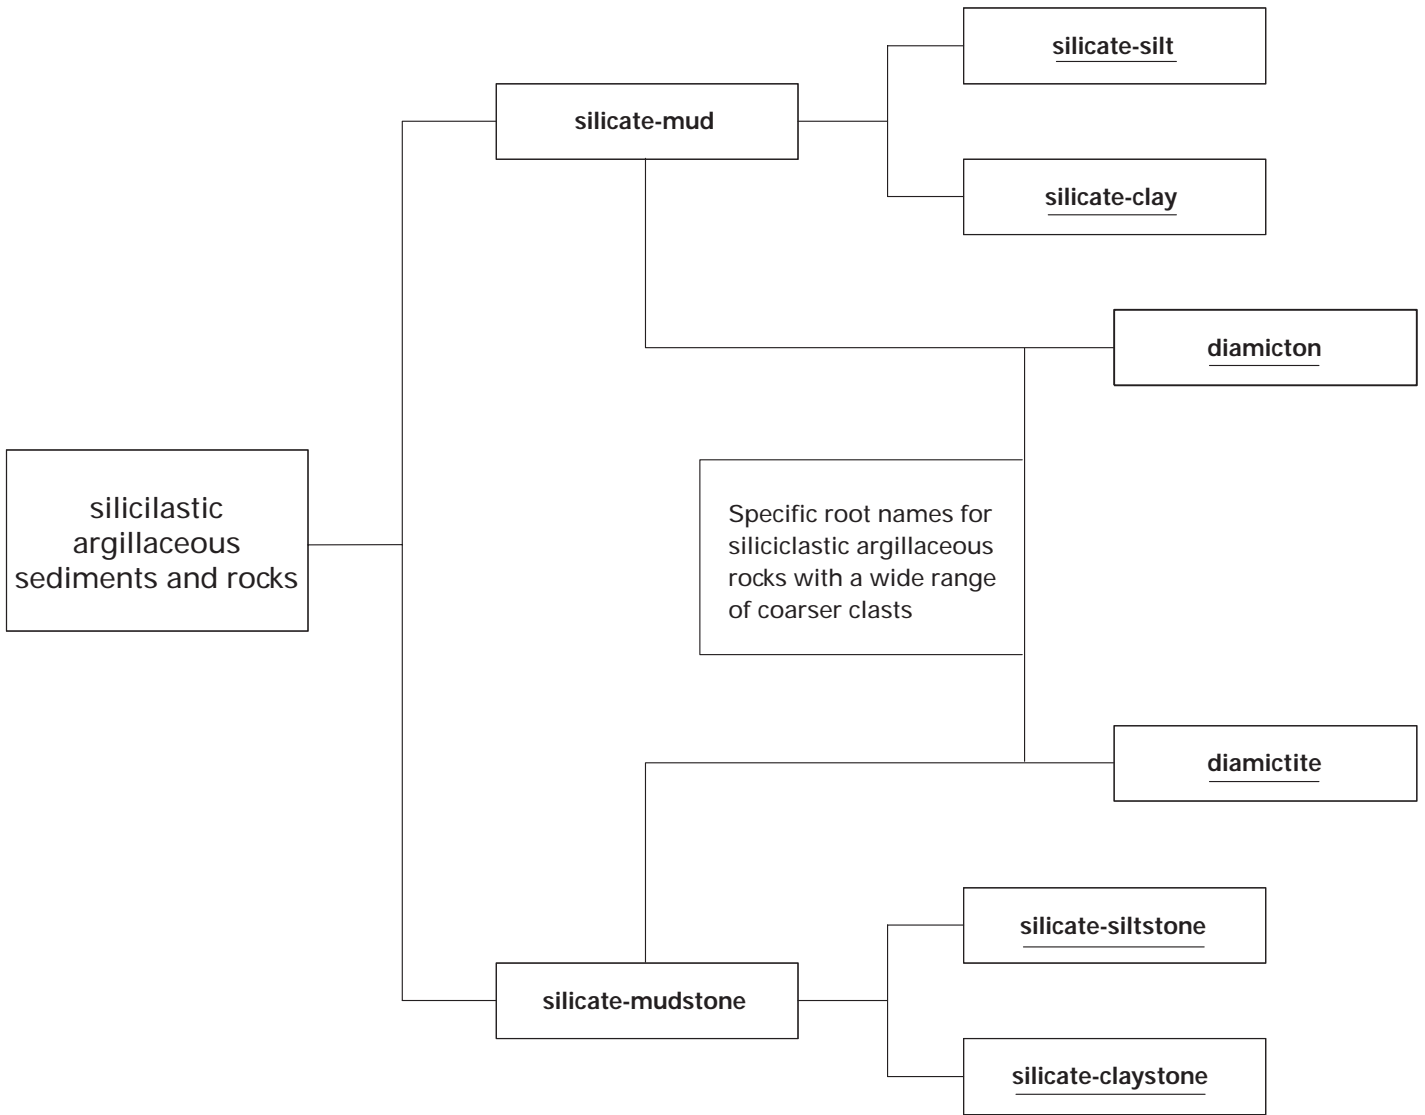 silicate-silt
silicate-mud
silicate-clay
diamicton
silicilastic
argillaceous
sediments and rocks
Specific root names for
siliciclastic argillaceous
rocks with a wide range
of coarser clasts
diamictite
silicate-siltstone
silicate-mudstone
silicate-claystone